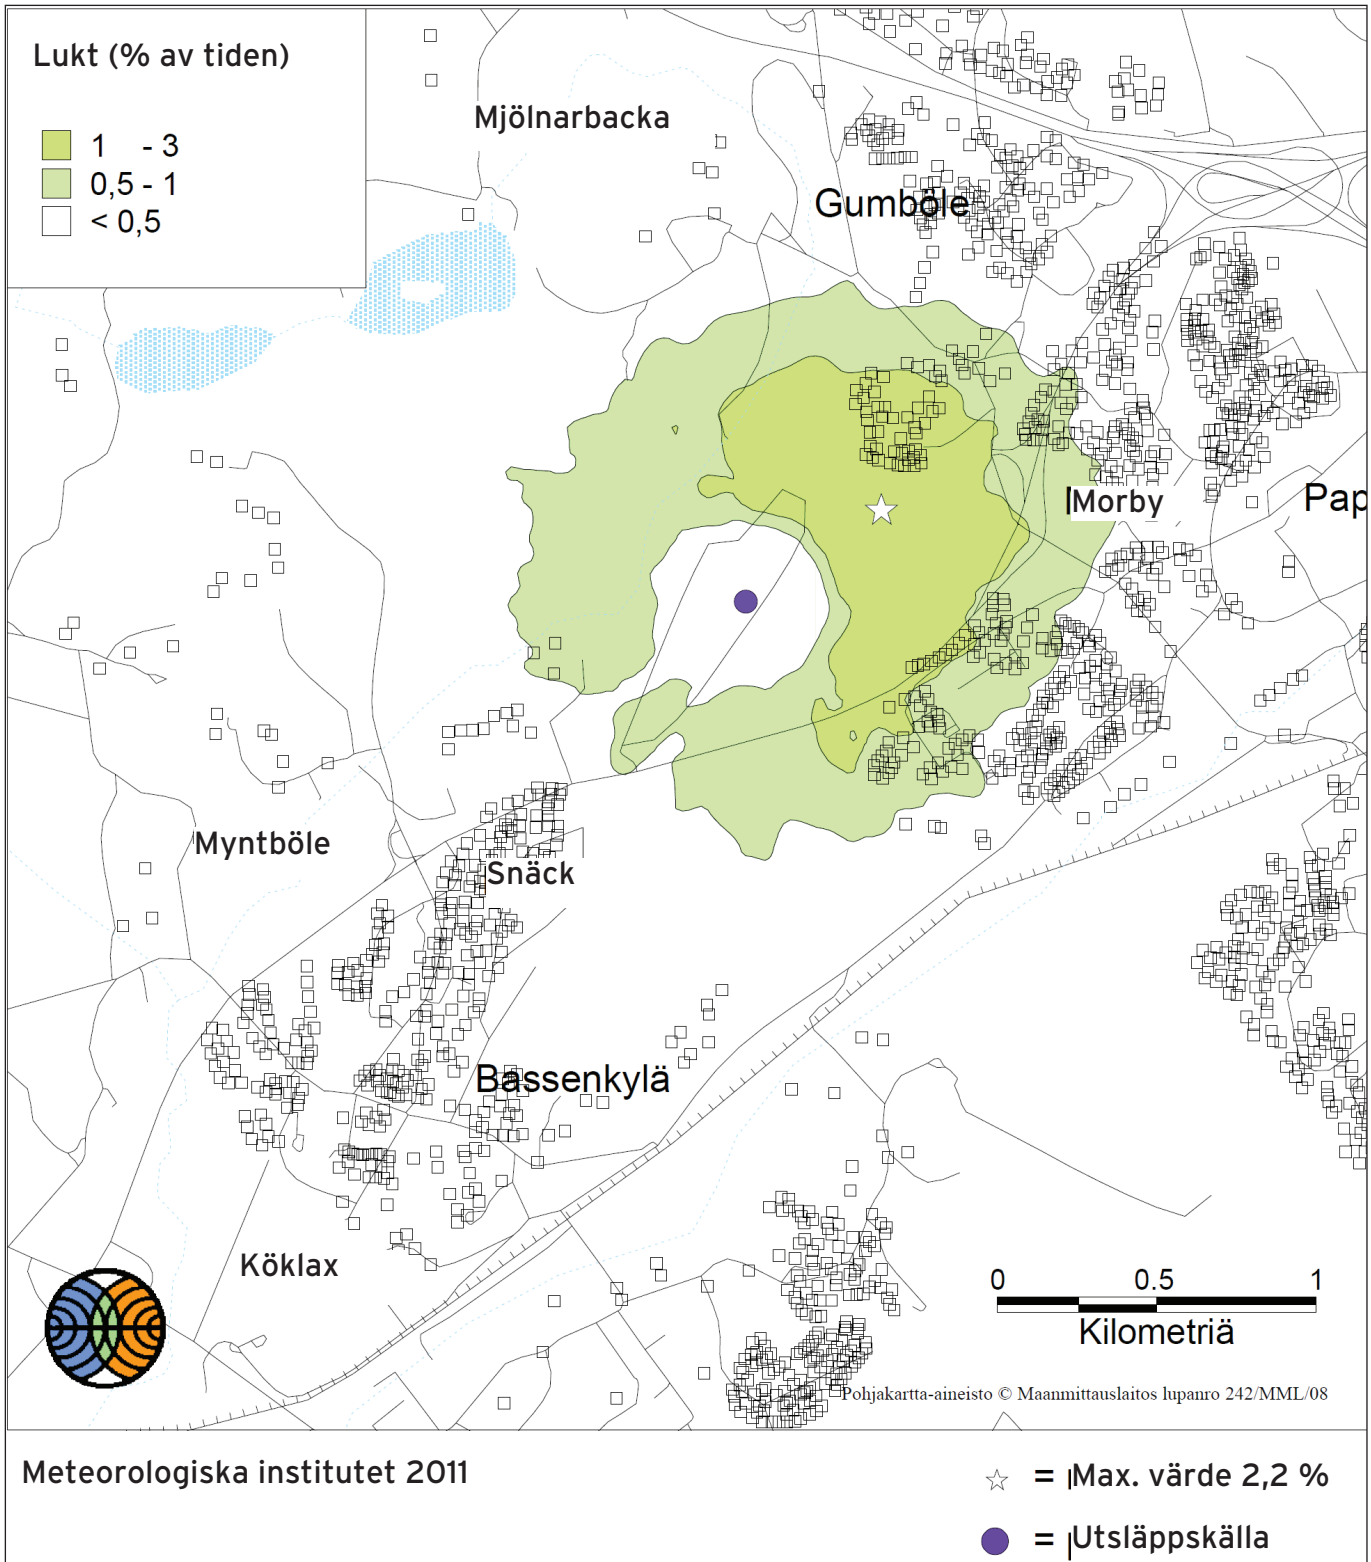 Lukt (% av tiden)
1 - 3
0,5 - 1
< 0,5
Mjölnarbacka
Gumböle
Morby
Pap
Myntböle
Snäck
Bassenkylä
Köklax
0 0.5 1
Kilometriä
Pohjakartta-aineisto © Maanmittauslaitos lupanro 242/MML/08
Meteorologiska institutet 2011
= Max. värde 2,2 %
= Utsläppskälla